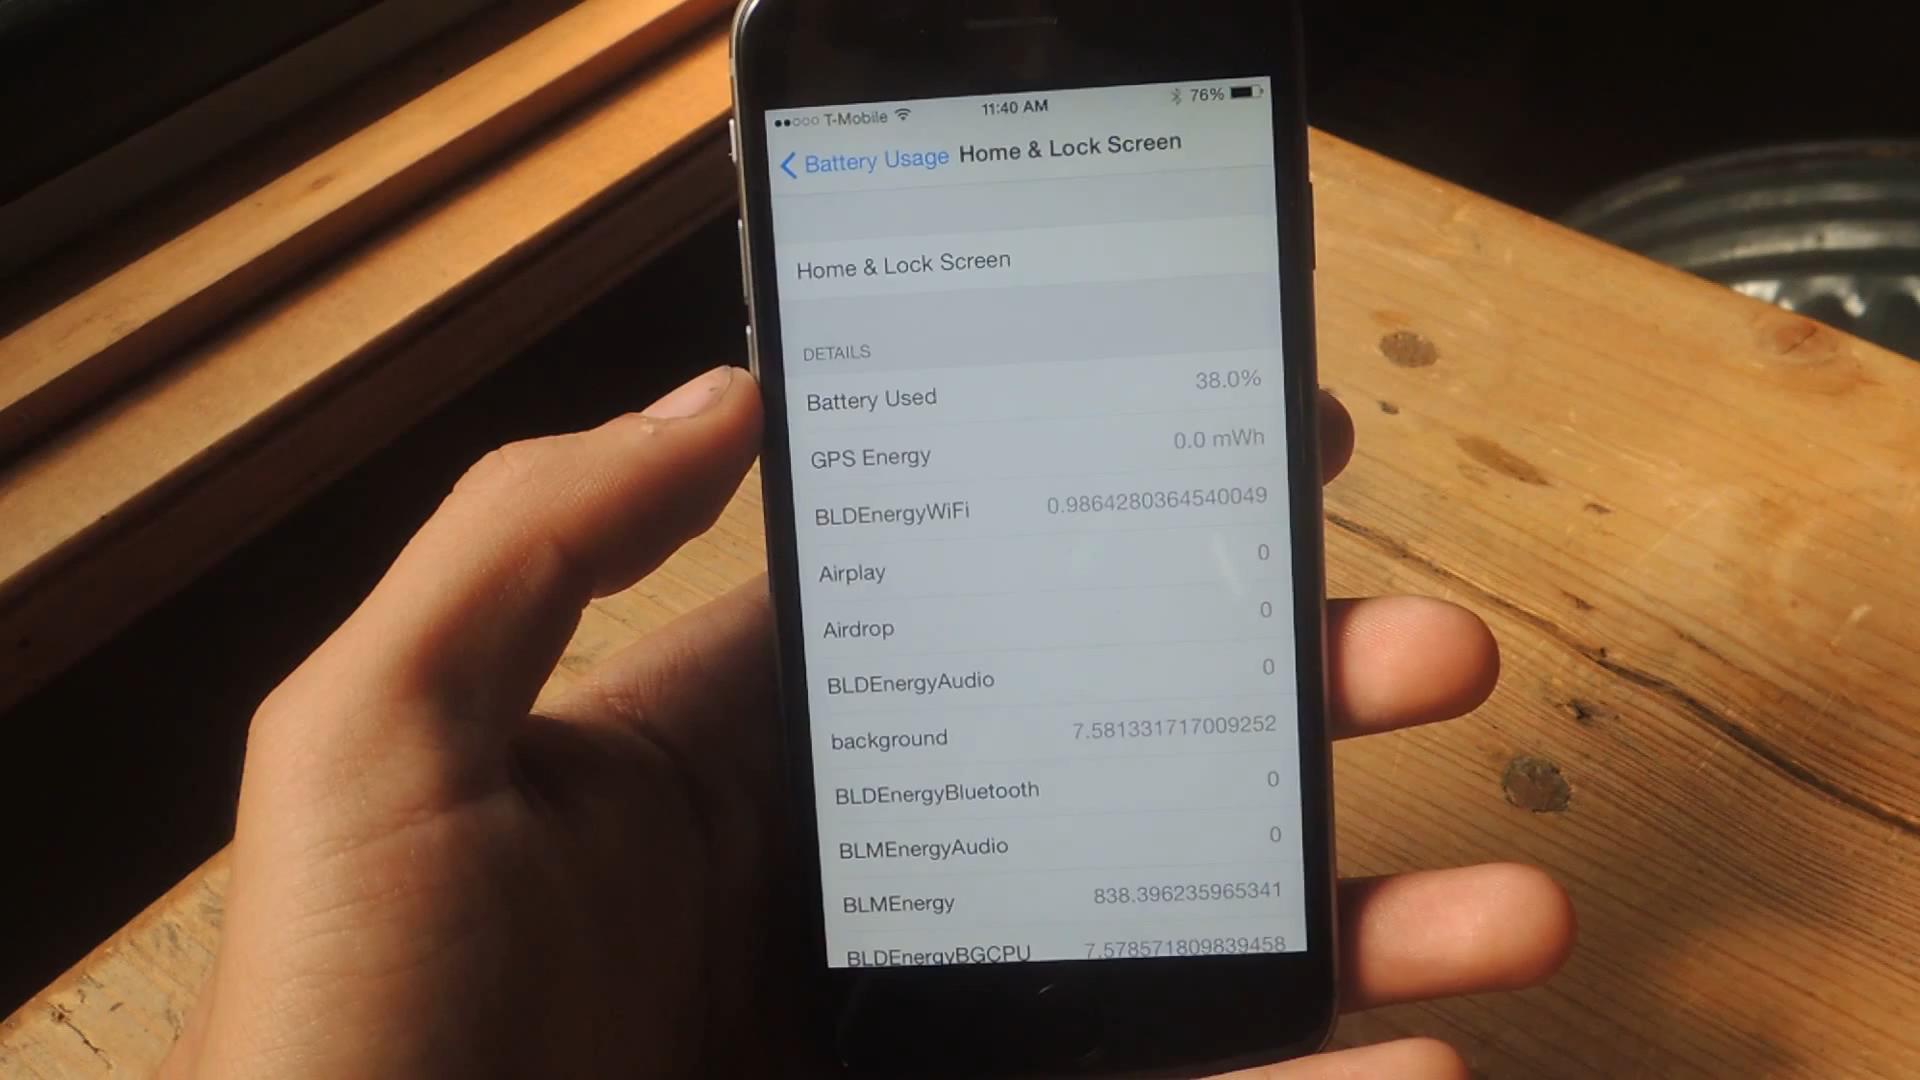 T-Mobile 11:40 AM 76%
Battery Usage Home & Lock Screen
Home & Lock Screen
DETAILS
Battery Used 38.0%
GPS Energy 0.0 mWh
BLDEnergyWiFi 0.9864280364540049
Airplay 0
Airdrop 0
BLDEnergyAudio 0
background 7.581331717009252
BLDEnergyBluetooth 0
BLMEnergyAudio 0
BLMEnergy 838.396235965341
BLDEnergyBGCPU 7.578571809839458